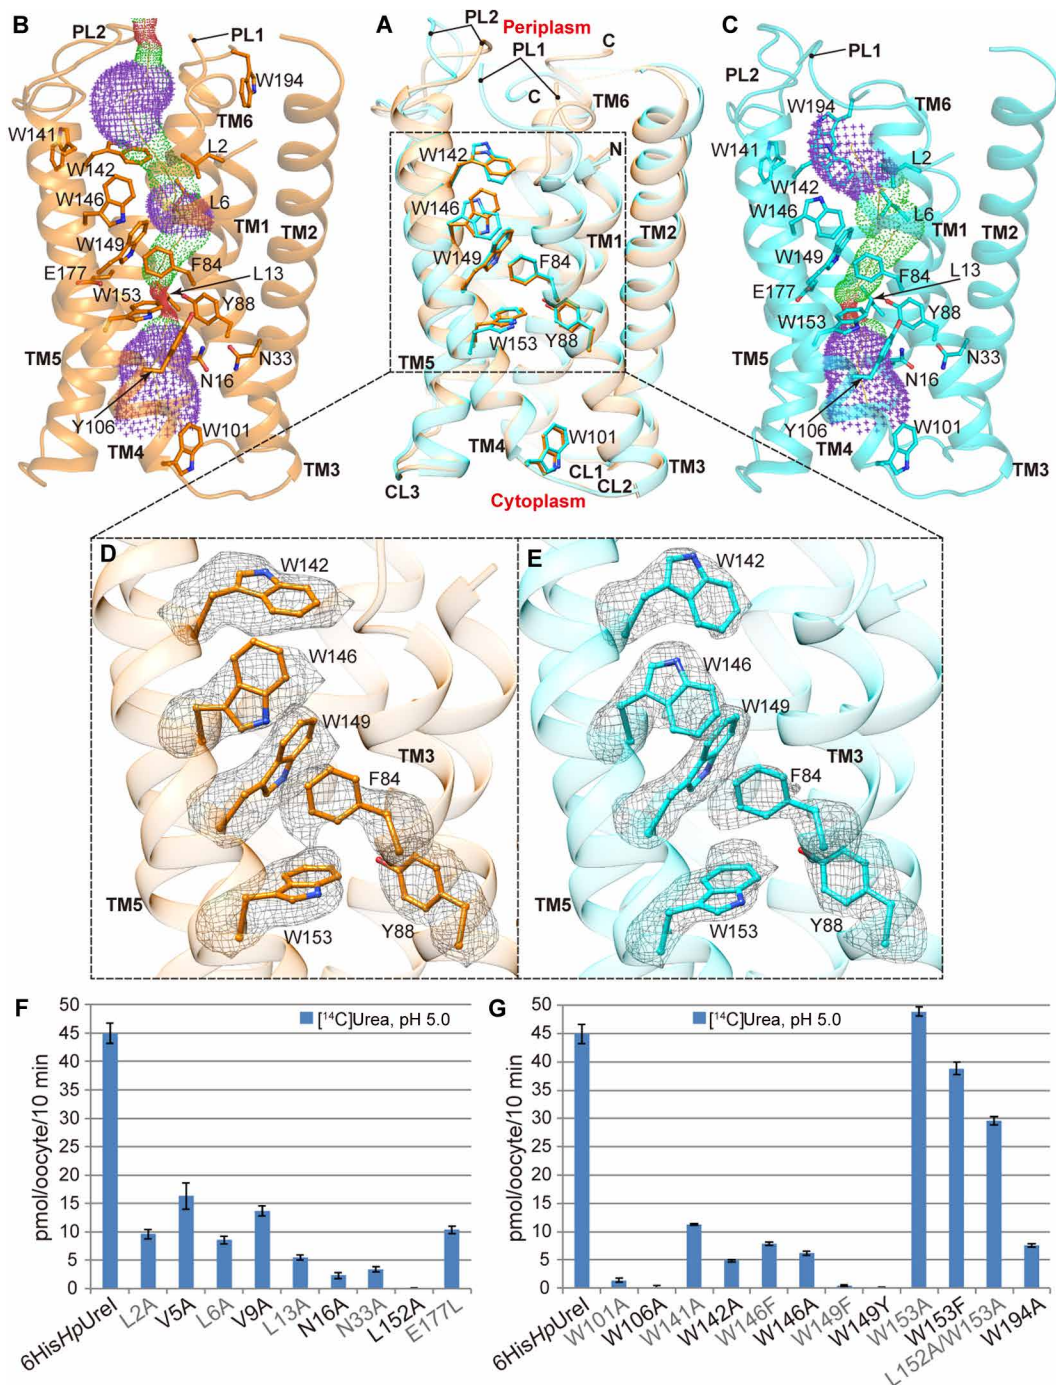 B
PL2
PL1
W194
TM6
W141
L2
W142
W146
L6
TM1
TM2
W149
F84
E177
L13
W153
Y88
TM5
N33
N16
Y106
W101
TM4
TM3
A
PL2
Periplasm
PL1
C
C
TM6
N
W142
W146
TM1
TM2
W149
F84
W153
Y88
TM5
W101
TM4
CL1
TM3
CL3
CL2
Cytoplasm
C
PL1
PL2
W194
TM6
W141
L2
W142
W146
L6
TM1
TM2
W149
F84
L13
E177
Y88
W153
TM5
N33
N16
Y106
W101
TM4
TM3
D
W142
W146
W149
TM3
F84
TM5
W153
Y88
E
W142
W146
W149
TM3
F84
TM5
W153
Y88
F
[14C]Urea, pH 5.0
pmol/oocyte/10 min
50
45
40
35
30
25
20
15
10
5
0
6HisHpUreI
L2A
V5A
L6A
V9A
L13A
N16A
N33A
L152A
E177L
G
[14C]Urea, pH 5.0
pmol/oocyte/10 min
50
45
40
35
30
25
20
15
10
5
0
6HisHpUreI
W101A
W106A
W141A
W142A
W146F
W146A
W149F
W149Y
W153A
W153F
L152A/W153A
W194A